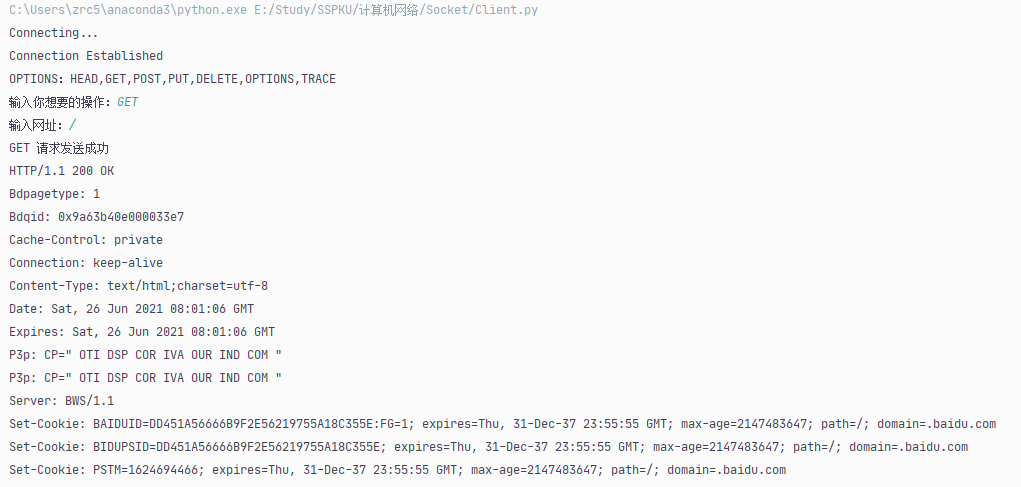 C:\Users\zrc5\anaconda3\python.exe E:/Study/SSPKU/计算机网络/Socket/Client.py
Connecting...
Connection Established
OPTIONS: HEAD,GET,POST,PUT,DELETE,OPTIONS,TRACE
输入你想要的操作：GET
输入网址：/
GET 请求发送成功
HTTP/1.1 200 OK
Bdpagetype: 1
Bdqid: 0x9a63b40e000033e7
Cache-Control: private
Connection: keep-alive
Content-Type: text/html;charset=utf-8
Date: Sat, 26 Jun 2021 08:01:06 GMT
Expires: Sat, 26 Jun 2021 08:01:06 GMT
P3p: CP=" OTI DSP COR IVA OUR IND COM "
P3p: CP=" OTI DSP COR IVA OUR IND COM "
Server: BWS/1.1
Set-Cookie: BAIDUID=DD451A56666B9F2E56219755A18C355E:FG=1; expires=Thu, 31-Dec-37 23:55:55 GMT; max-age=2147483647; path=/; domain=.baidu.com
Set-Cookie: BIDUPSID=DD451A56666B9F2E56219755A18C355E; expires=Thu, 31-Dec-37 23:55:55 GMT; max-age=2147483647; path=/; domain=.baidu.com
Set-Cookie: PSTM=1624694466; expires=Thu, 31-Dec-37 23:55:55 GMT; max-age=2147483647; path=/; domain=.baidu.com